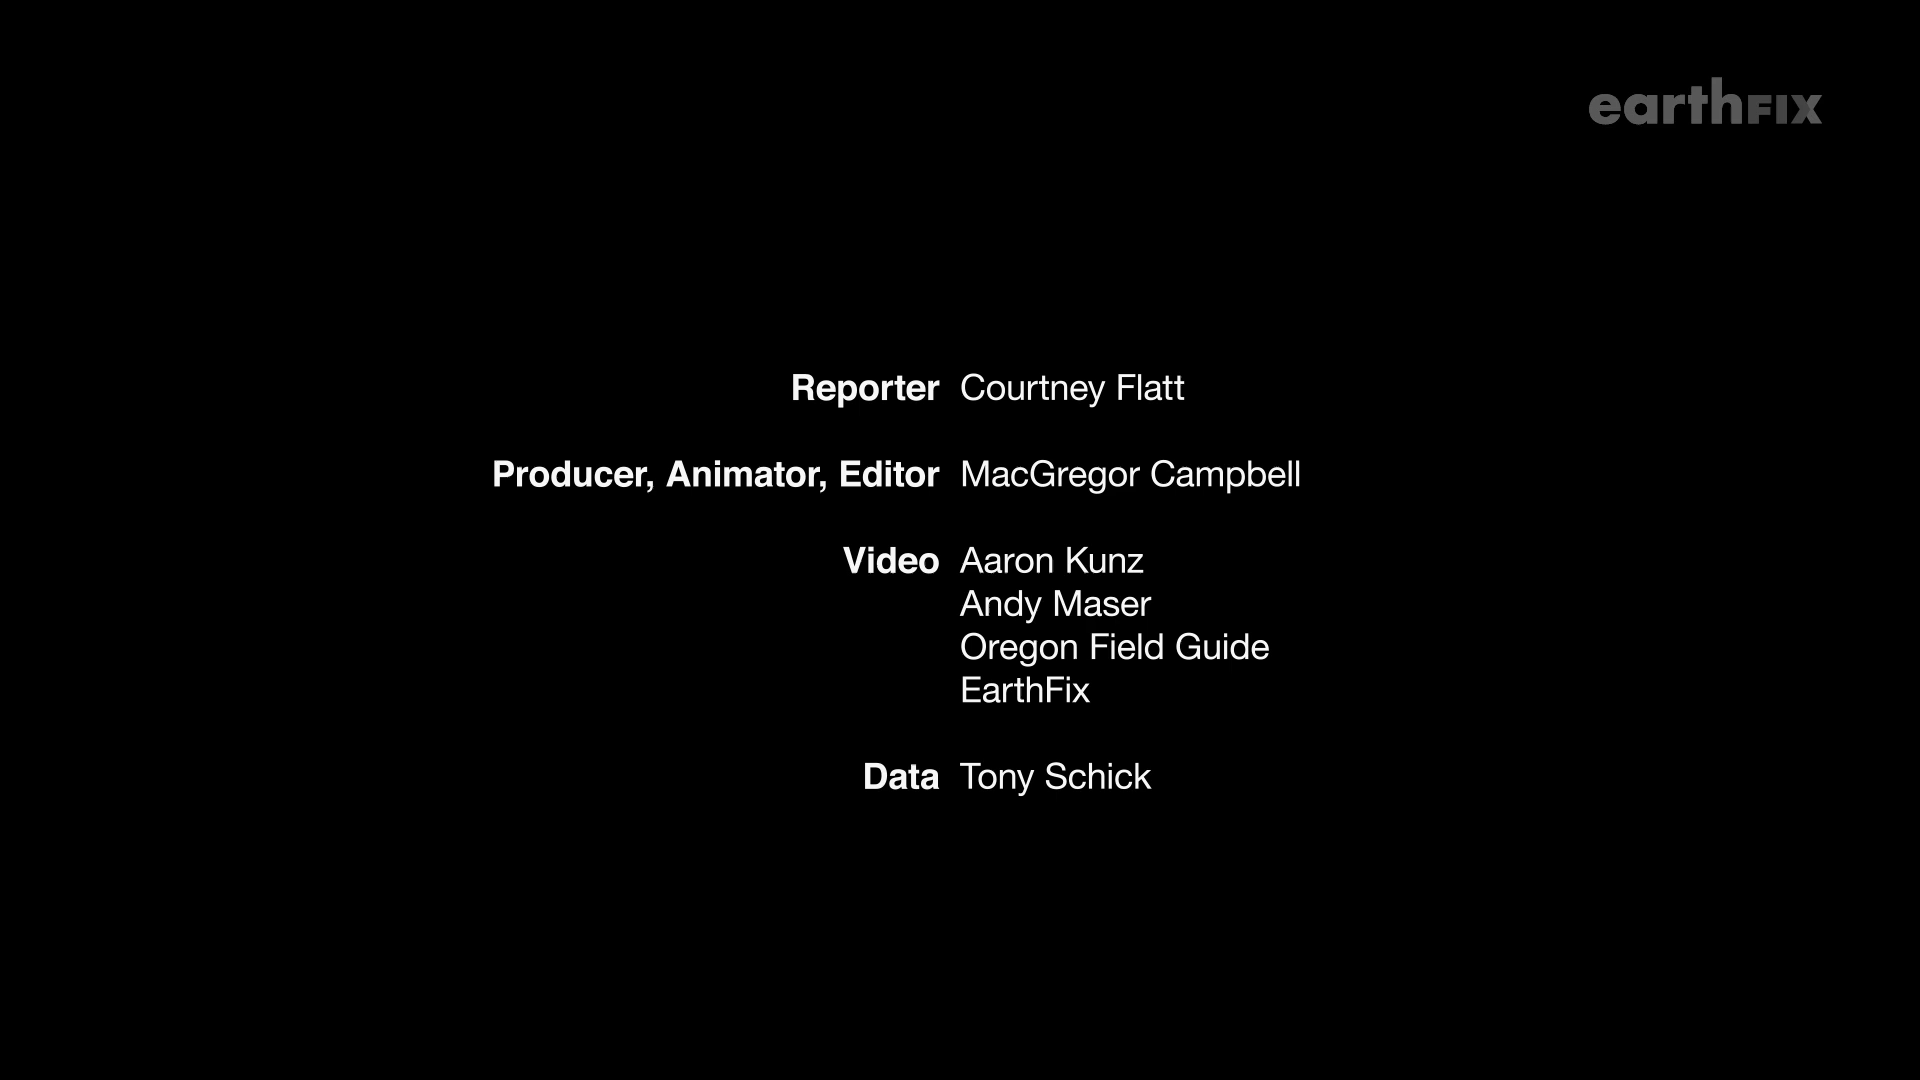 earthFIX
Reporter Courtney Flatt
Producer, Animator, Editor MacGregor Campbell
Video Aaron Kunz
Andy Maser
Oregon Field Guide
EarthFix
Data Tony Schick